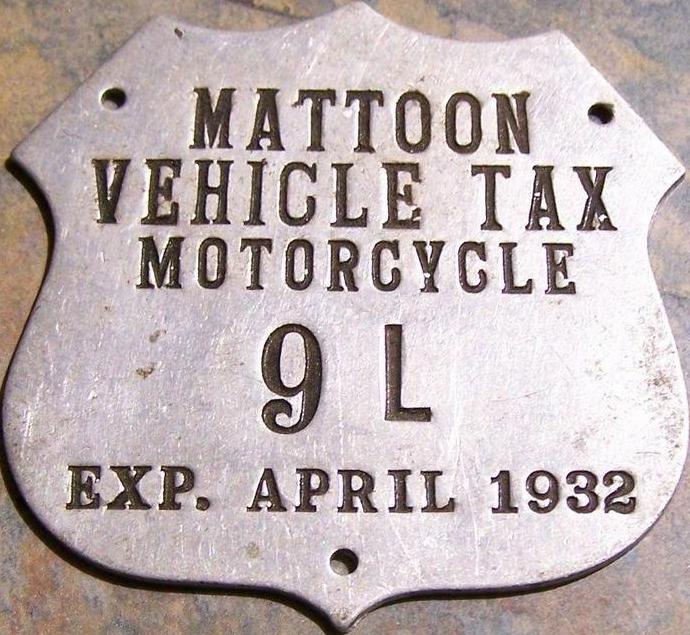 MATTOON
VEHICLE TAX
MOTORCYCLE
9 L
EXP. APRIL 1932